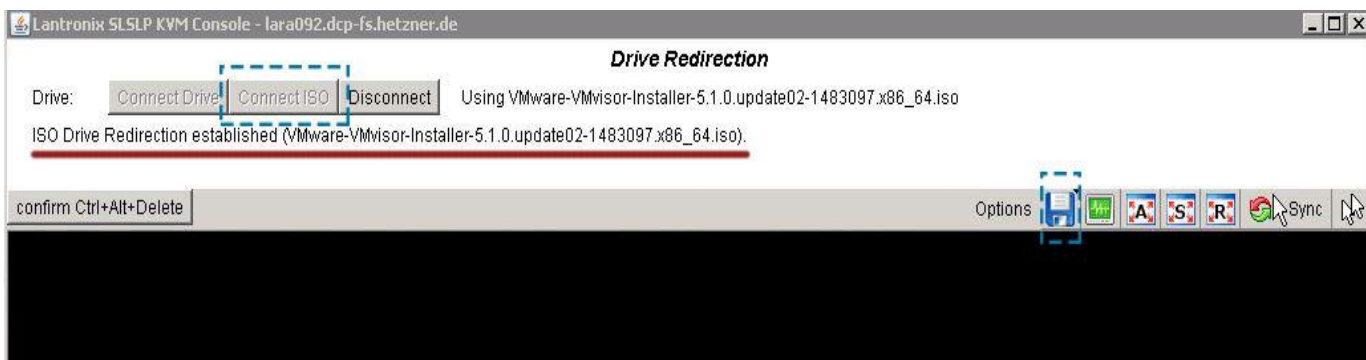 Lantronix SLSLP KVM Console - lara092.dcp-fs.hetzner.de
Drive Redirection
Drive: Connect Drive Connect ISO Disconnect Using VMware-VMvisor-Installer-5.1.0.update02-1483097.x86_64.iso
ISO Drive Redirection established (VMware-VMvisor-Installer-5.1.0.update02-1483097.x86_64.iso).
confirm Ctrl+Alt+Delete Options A S R Sync